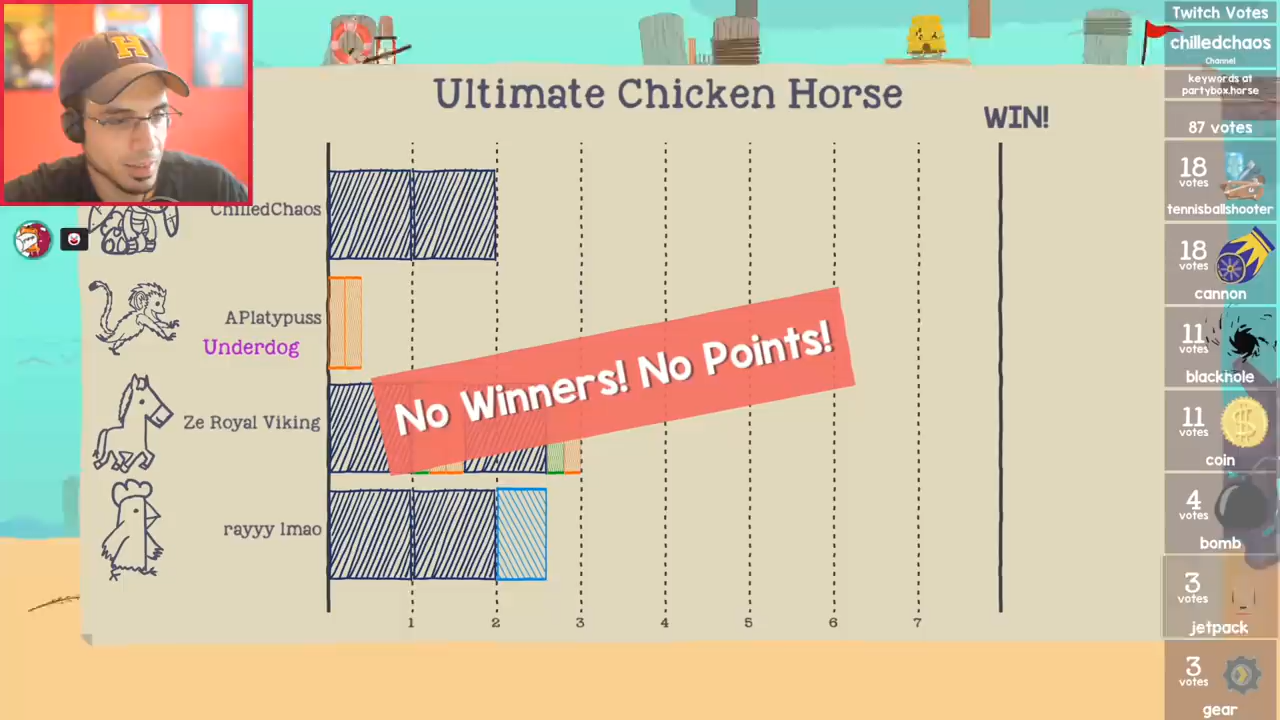 H
Ultimate Chicken Horse
WIN!
ChilledChaos
APlatypuss
Underdog
Ze Royal Viking
rayyy lmao
No Winners! No Points!
1 2 3 4 5 6 7
Twitch Votes
chilledchaos
Channel
keywords at
partybox.horse
87 votes
18
votes
tennisballshooter
18
votes
cannon
11
votes
blackhole
11
votes
$
coin
4
votes
bomb
3
votes
jetpack
3
votes
gear